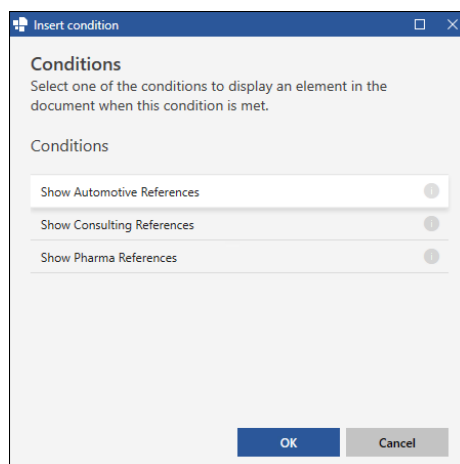 Insert condition
Conditions
Select one of the conditions to display an element in the
document when this condition is met.
Conditions
Show Automotive References
Show Consulting References
Show Pharma References
OK Cancel